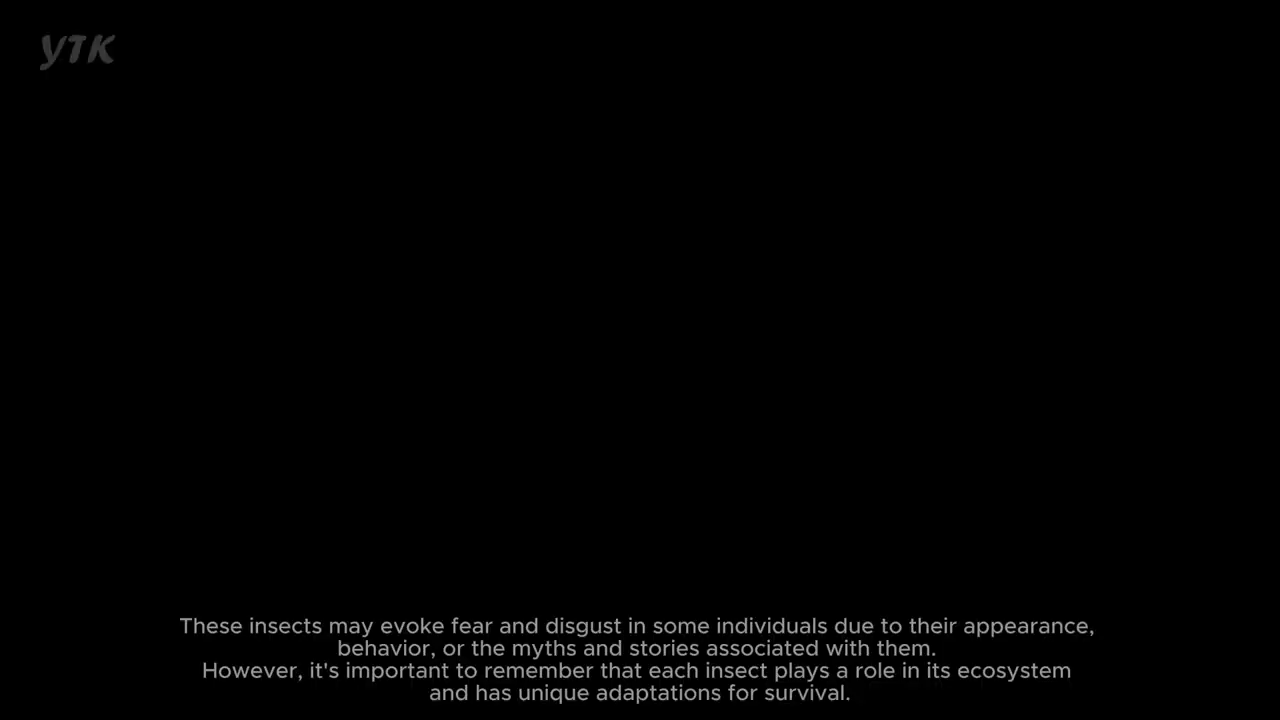 YTK
These insects may evoke fear and disgust in some individuals due to their appearance,
behavior, or the myths and stories associated with them.
However, it's important to remember that each insect plays a role in its ecosystem
and has unique adaptations for survival.